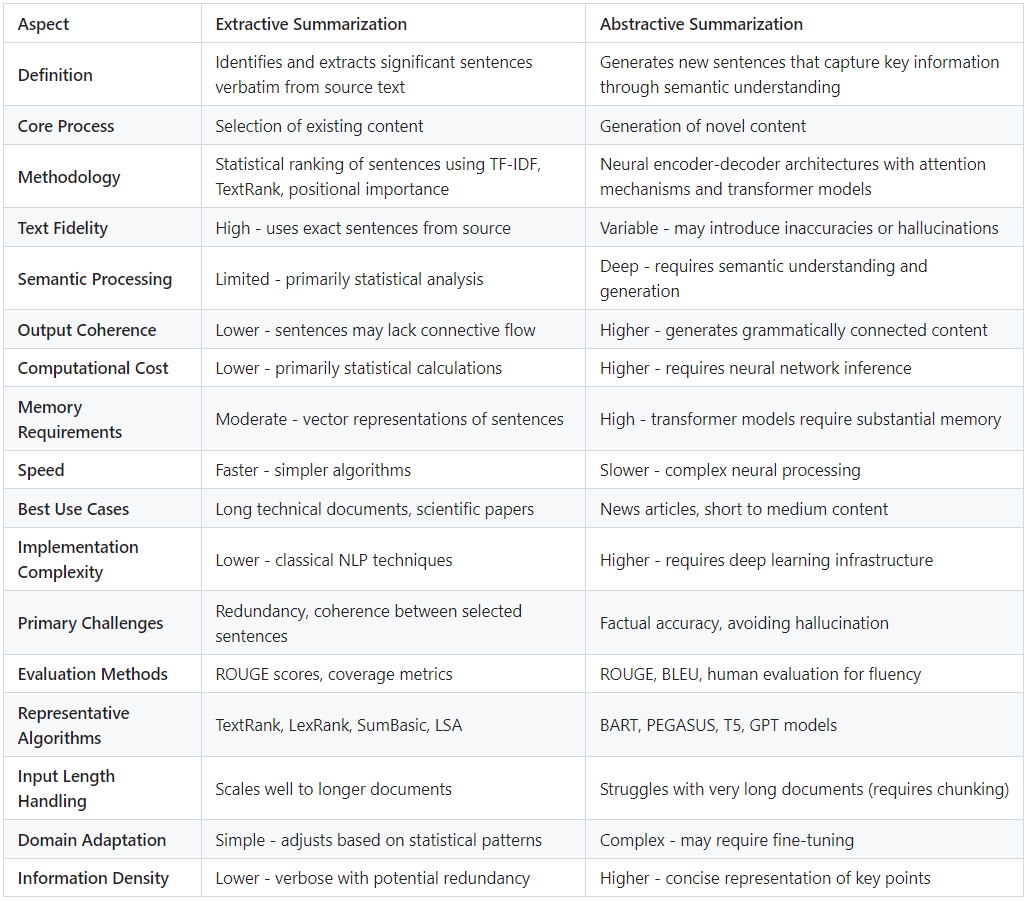 Aspect Extractive Summarization Abstractive Summarization
Definition Identifies and extracts significant sentences verbatim from source text Generates new sentences that capture key information through semantic understanding
Core Process Selection of existing content Generation of novel content
Methodology Statistical ranking of sentences using TF-IDF, TextRank, positional importance Neural encoder-decoder architectures with attention mechanisms and transformer models
Text Fidelity High - uses exact sentences from source Variable - may introduce inaccuracies or hallucinations
Semantic Processing Limited - primarily statistical analysis Deep - requires semantic understanding and generation
Output Coherence Lower - sentences may lack connective flow Higher - generates grammatically connected content
Computational Cost Lower - primarily statistical calculations Higher - requires neural network inference
Memory Requirements Moderate - vector representations of sentences High - transformer models require substantial memory
Speed Faster - simpler algorithms Slower - complex neural processing
Best Use Cases Long technical documents, scientific papers News articles, short to medium content
Implementation Complexity Lower - classical NLP techniques Higher - requires deep learning infrastructure
Primary Challenges Redundancy, coherence between selected sentences Factual accuracy, avoiding hallucination
Evaluation Methods ROUGE scores, coverage metrics ROUGE, BLEU, human evaluation for fluency
Representative Algorithms TextRank, LexRank, SumBasic, LSA BART, PEGASUS, T5, GPT models
Input Length Handling Scales well to longer documents Struggles with very long documents (requires chunking)
Domain Adaptation Simple - adjusts based on statistical patterns Complex - may require fine-tuning
Information Density Lower - verbose with potential redundancy Higher - concise representation of key points